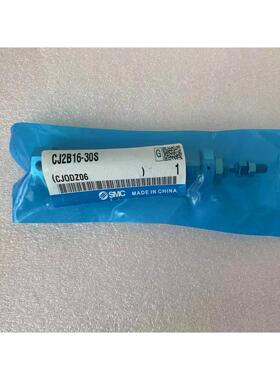 CJ2B16-30S
G
(CJODZ06 )
1
SMC
MADE IN CHINA